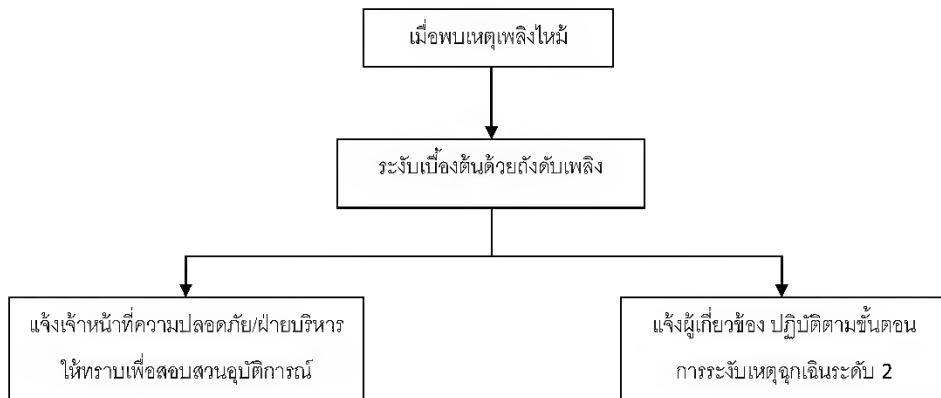 เมื่อพบเหตุเพลิงไหม้
ระงับเบื้องต้นด้วยถังดับเพลิง
แจ้งเจ้าหน้าที่ความปลอดภัย/ฝ่ายบริหาร
ให้ทราบเพื่อสอบสวนอุบัติการณ์
แจ้งผู้เกี่ยวข้อง ปฏิบัติตามขั้นตอน
การระงับเหตุฉุกเฉินระดับ 2